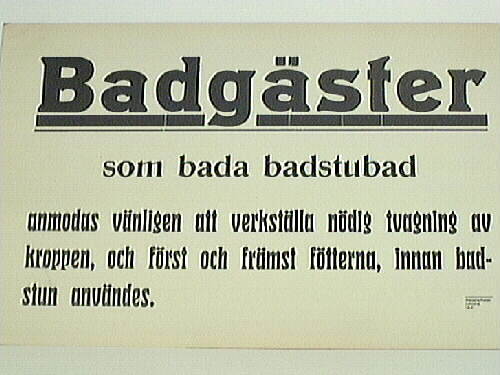 Badgäster
som bada badstubad
anmodas vänligen att verkställa nödig tvagning av
kroppen, och först och främst fötterna, innan bad-
stun användes.